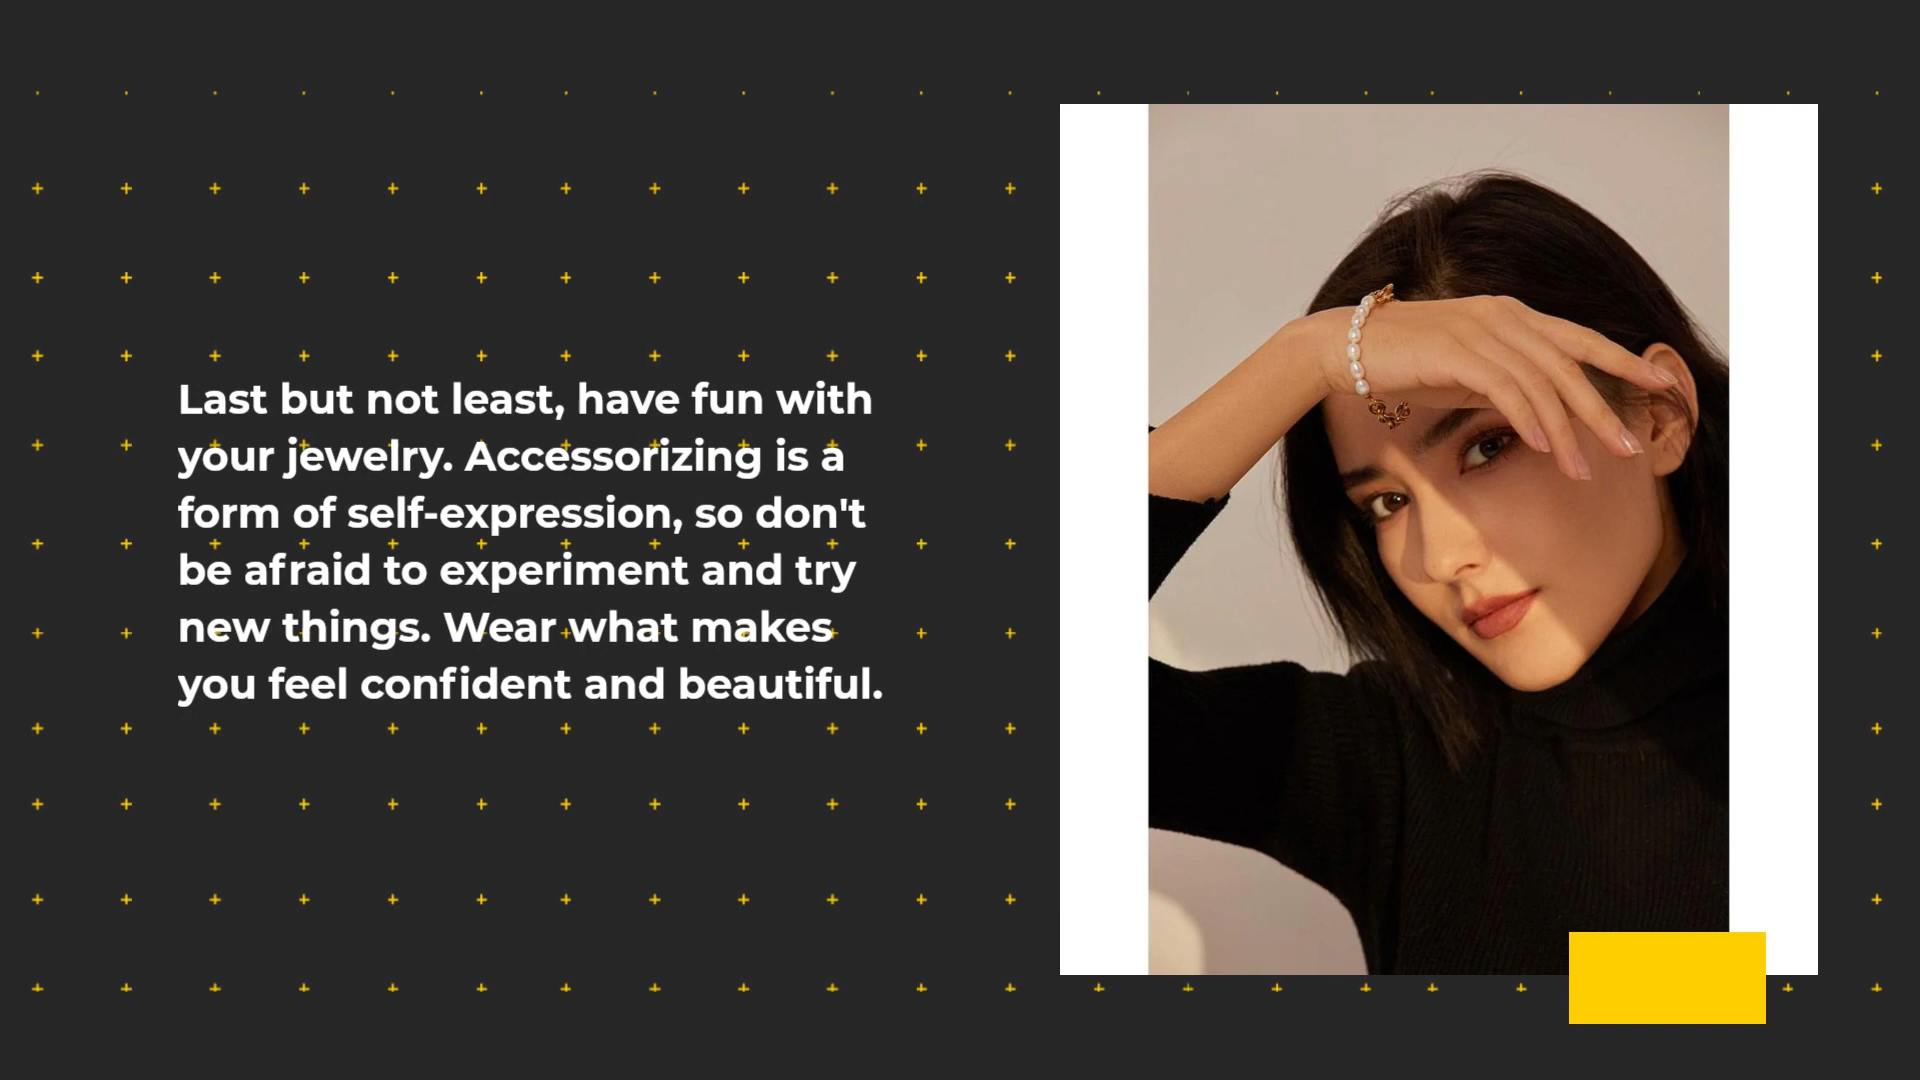 Last but not least, have fun with
your jewelry. Accessorizing is a
form of self-expression, so don't
be afraid to experiment and try
new things. Wear what makes
you feel confident and beautiful.